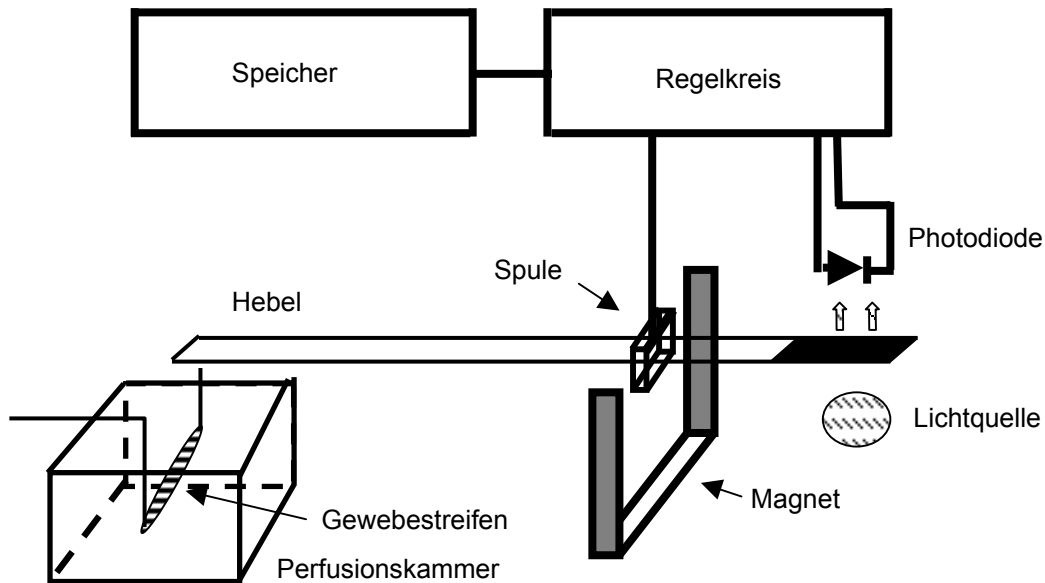 Speicher
Regelkreis
Photodiode
Spule
Hebel
Lichtquelle
Magnet
Gewebestreifen
Perfusionskammer